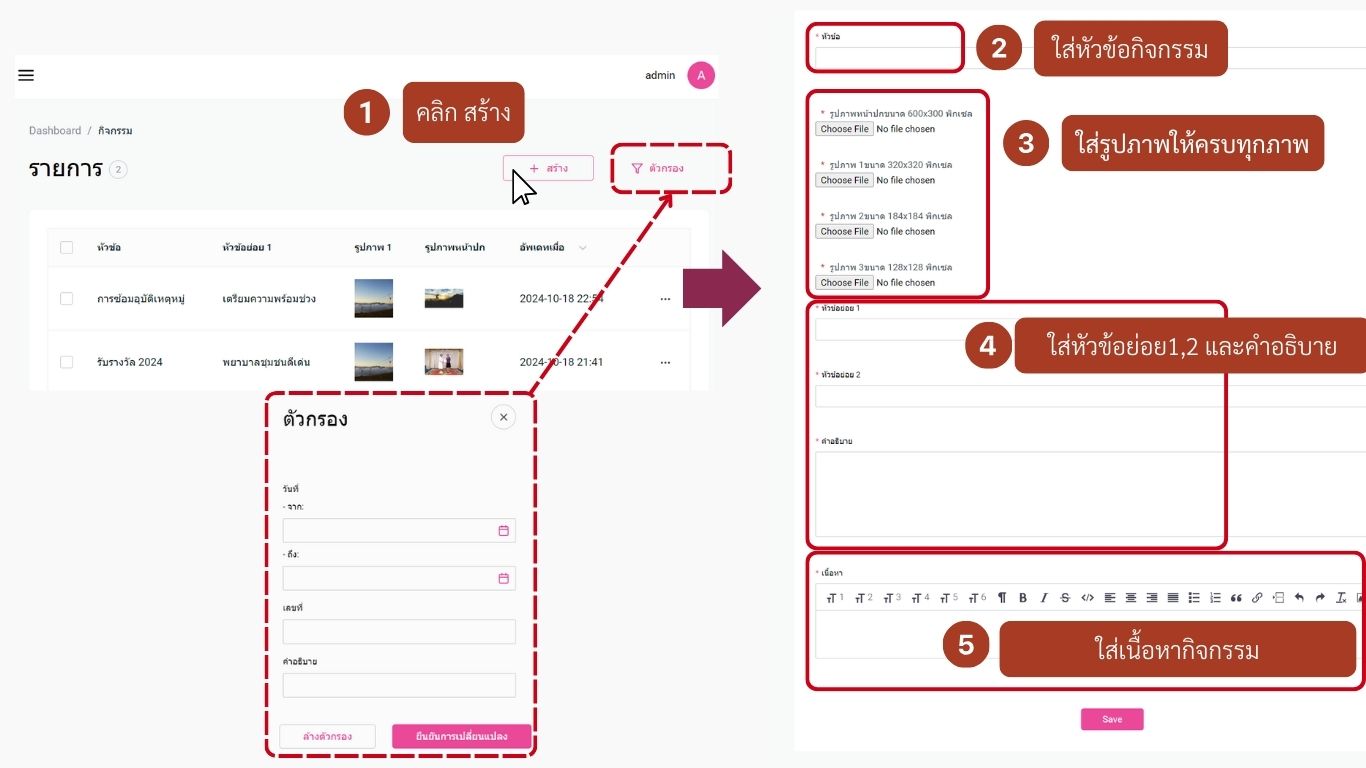 admin
A
1
คลิก สร้าง
Dashboard / กิจกรรม
รายการ 2
+ สร้าง
ตัวกรอง
หัวข้อ หัวข้อย่อย 1 รูปภาพ 1 รูปภาพหน้าปก อัพเดทเมื่อ
การซ้อมอุบัติเหตุหมู่ เตรียมความพร้อมช่วง 2024-10-18 22:54 ...
รับรางวัล 2024 พยาบาลชุมชนดีเด่น 2024-10-18 21:41 ...
ตัวกรอง
วันที่
- จาก:
- ถึง:
เลขที่
คำอธิบาย
ล้างตัวกรอง
ยืนยันการเปลี่ยนแปลง
* หัวข้อ
2
ใส่หัวข้อกิจกรรม
* รูปภาพหน้าปกขนาด 600x300 พิกเซล
Choose File No file chosen
* รูปภาพ 1ขนาด 320x320 พิกเซล
Choose File No file chosen
* รูปภาพ 2ขนาด 184x184 พิกเซล
Choose File No file chosen
* รูปภาพ 3ขนาด 128x128 พิกเซล
Choose File No file chosen
3
ใส่รูปภาพให้ครบทุกภาพ
* หัวข้อย่อย 1
4
ใส่หัวข้อย่อย1,2 และคำอธิบาย
* หัวข้อย่อย 2
* คำอธิบาย
* เนื้อหา
1 2 3 4 5 6 ¶ B I S </>
5
ใส่เนื้อหากิจกรรม
Save